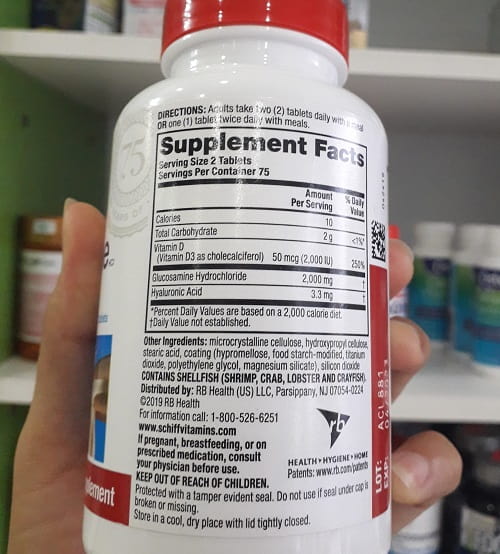 DIRECTIONS: Adults take two (2) tablets daily with a meal
OR one (1) tablet twice daily with meals.
Supplement Facts
Serving Size 2 Tablets
Servings Per Container 75
Amount Per Serving % Daily Value
Calories 10
Total Carbohydrate 2 g <1%*
Vitamin D
(Vitamin D3 as cholecalciferol) 50 mcg (2,000 IU) 250%
Glucosamine Hydrochloride 2,000 mg †
Hyaluronic Acid 3.3 mg †
*Percent Daily Values are based on a 2,000 calorie diet.
†Daily Value not established.
Other Ingredients: microcrystalline cellulose, hydroxypropyl cellulose,
stearic acid, coating (hypromellose, food starch-modified, titanium
dioxide, polyethylene glycol, magnesium silicate), silicon dioxide
CONTAINS SHELLFISH (SHRIMP, CRAB, LOBSTER AND CRAYFISH).
Distributed by: RB Health (US) LLC, Parsippany, NJ 07054-0224
©2019 RB Health
For information call: 1-800-526-6251
www.schiffvitamins.com
If pregnant, breastfeeding, or on
prescribed medication, consult
your physician before use.
KEEP OUT OF REACH OF CHILDREN.
Protected with a tamper evident seal. Do not use if seal under cap is
broken or missing.
Store in a cool, dry place with lid tightly closed.
rb
HEALTH • HYGIENE • HOME
Patents: www.rb.com/patents
LOT:
EXP:
75